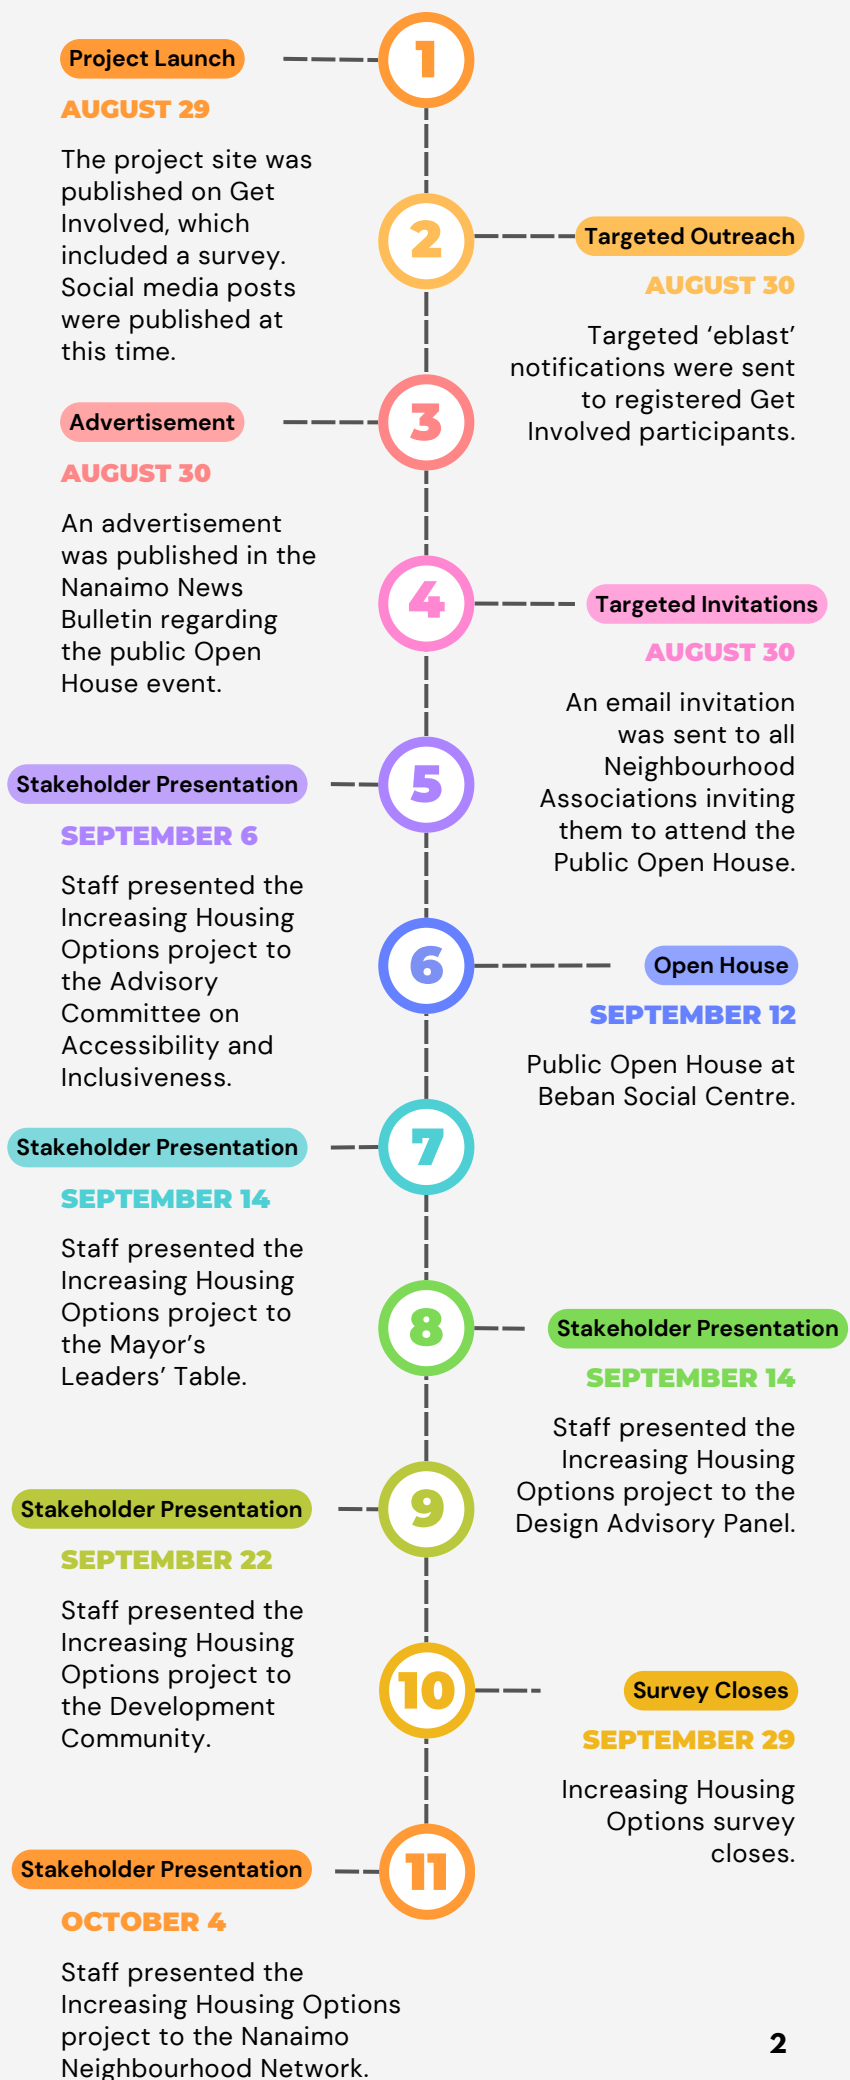 1
Project Launch
AUGUST 29
The project site was
published on Get
Involved, which
included a survey.
Social media posts
were published at
this time.
2
Targeted Outreach
AUGUST 30
Targeted ‘eblast’
notifications were sent
to registered Get
Involved participants.
3
Advertisement
AUGUST 30
An advertisement
was published in the
Nanaimo News
Bulletin regarding
the public Open
House event.
4
Targeted Invitations
AUGUST 30
An email invitation
was sent to all
Neighbourhood
Associations inviting
them to attend the
Public Open House.
5
Stakeholder Presentation
SEPTEMBER 6
Staff presented the
Increasing Housing
Options project to
the Advisory
Committee on
Accessibility and
Inclusiveness.
6
Open House
SEPTEMBER 12
Public Open House at
Beban Social Centre.
7
Stakeholder Presentation
SEPTEMBER 14
Staff presented the
Increasing Housing
Options project to
the Mayor’s
Leaders’ Table.
8
Stakeholder Presentation
SEPTEMBER 14
Staff presented the
Increasing Housing
Options project to the
Design Advisory Panel.
9
Stakeholder Presentation
SEPTEMBER 22
Staff presented the
Increasing Housing
Options project to
the Development
Community.
10
Survey Closes
SEPTEMBER 29
Increasing Housing
Options survey
closes.
11
Stakeholder Presentation
OCTOBER 4
Staff presented the
Increasing Housing Options
project to the Nanaimo
Neighbourhood Network.
2